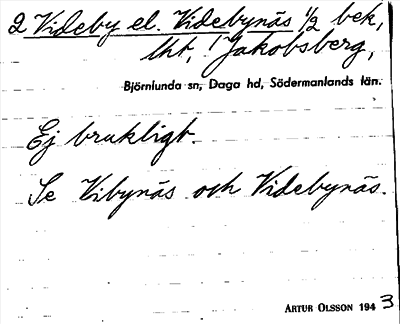 2 Videby el. Videbynäs 1/2 bek,
lht, ! Jakobsberg,
Björnlunda sn, Daga hd, Södermanlands län.
Ej brukligt.
Se Vibynäs och Videbynäs.
ARTUR OLSSON 1943